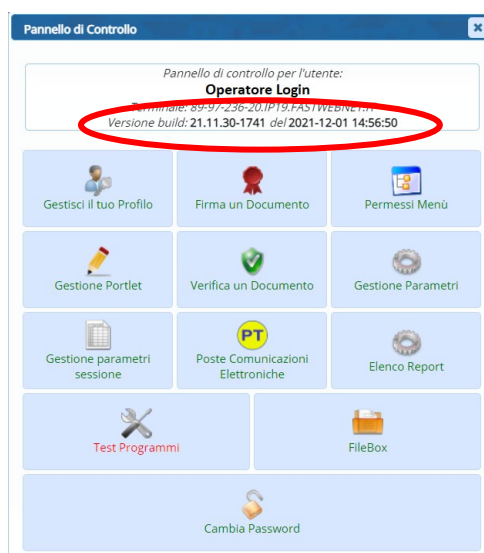 Pannello di Controllo
Pannello di controllo per l'utente:
Operatore Login
Terminale: 89-97-236-20.IP19.FASTWEBNET.IT
Versione build: 21.11.30-1741 del 2021-12-01 14:56:50
Gestisci il tuo Profilo
Firma un Documento
Permessi Menù
Gestione Portlet
Verifica un Documento
Gestione Parametri
Gestione parametri
sessione
PT
Poste Comunicazioni
Elettroniche
Elenco Report
Test Programmi
FileBox
Cambia Password